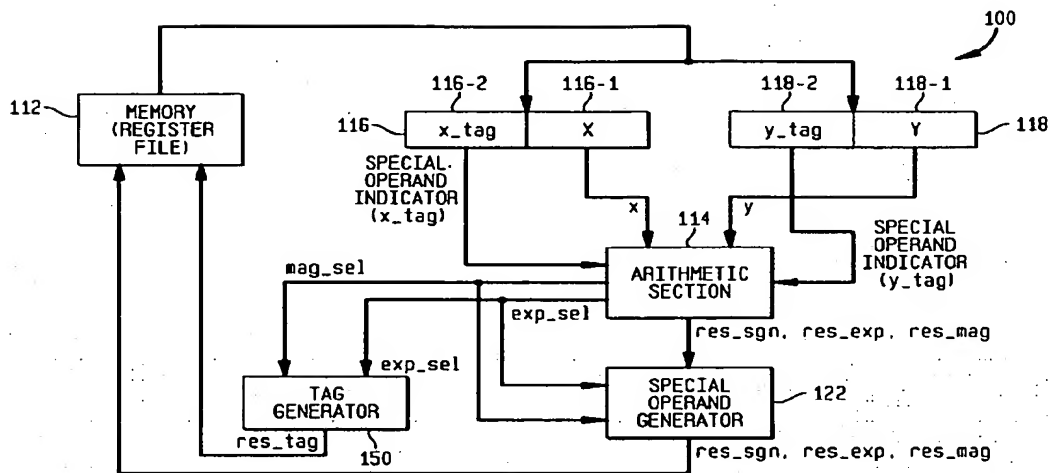 100
116-2
116-1
118-2
118-1
112
MEMORY
(REGISTER
FILE)
116
x_tag
X
y_tag
Y
118
SPECIAL.
OPERAND
INDICATOR
(x_tag)
x
y
114
SPECIAL
OPERAND
INDICATOR
(y_tag)
ARITHMETIC
SECTION
mag_sel
exp_sel
res_sgn, res_exp, res_mag
exp_sel
TAG
GENERATOR
SPECIAL
OPERAND
GENERATOR
122
res_tag
150
res_sgn, res_exp, res_mag